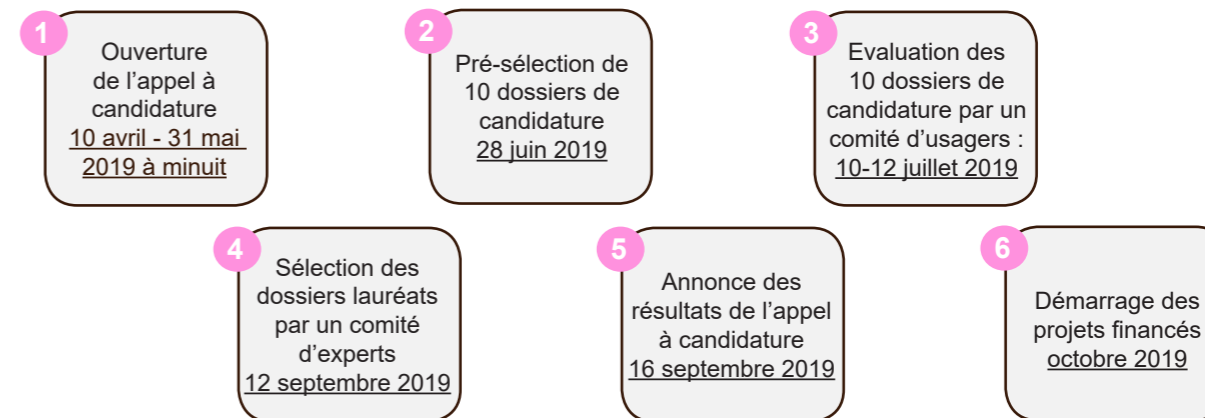 1
Ouverture
de l'appel à
candidature
10 avril - 31 mai
2019 à minuit
2
Pré-sélection de
10 dossiers de
candidature
28 juin 2019
3
Evaluation des
10 dossiers de
candidature par un
comité d'usagers :
10-12 juillet 2019
4
Sélection des
dossiers lauréats
par un comité
d'experts
12 septembre 2019
5
Annonce des
résultats de l'appel
à candidature
16 septembre 2019
6
Démarrage des
projets financés
octobre 2019